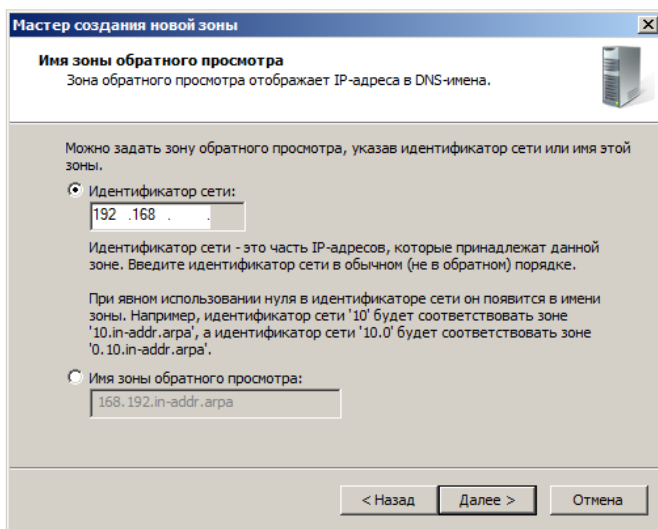 Мастер создания новой зоны
Имя зоны обратного просмотра
Зона обратного просмотра отображает IP-адреса в DNS-имена.
Можно задать зону обратного просмотра, указав идентификатор сети или имя этой
зоны.
Идентификатор сети:
192 .168 . .
Идентификатор сети - это часть IP-адресов, которые принадлежат данной
зоне. Введите идентификатор сети в обычном (не в обратном) порядке.
При явном использовании нуля в идентификаторе сети он появится в имени
зоны. Например, идентификатор сети '10' будет соответствовать зоне
'10.in-addr.arpa', а идентификатор сети '10.0' будет соответствовать зоне
'0.10.in-addr.arpa'.
Имя зоны обратного просмотра:
168.192.in-addr.arpa
< Назад Далее > Отмена